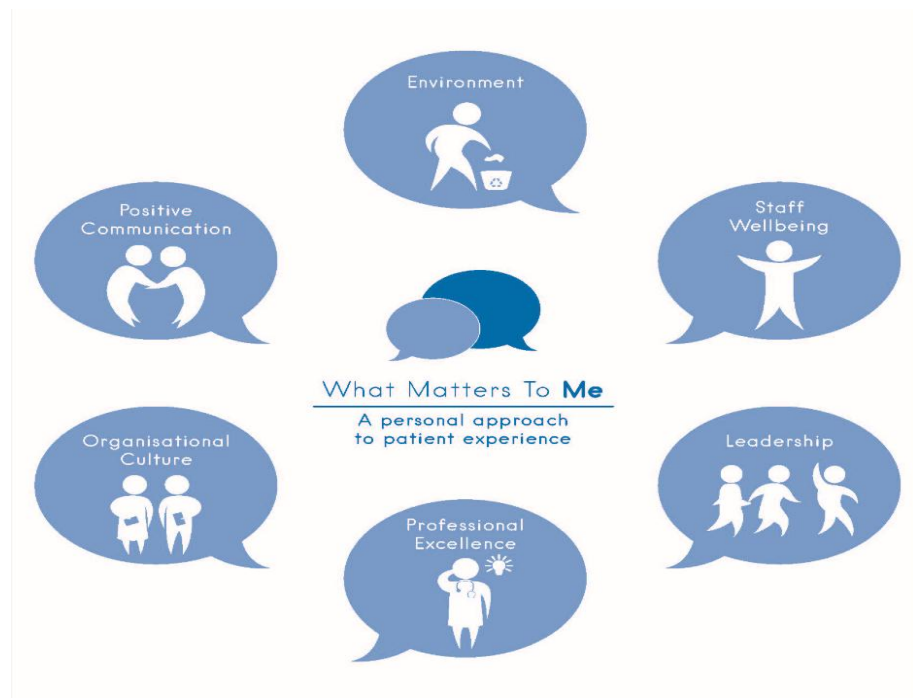 Environment
Positive
Communication
Staff
Wellbeing
What Matters To Me
A personal approach
to patient experience
Organisational
Culture
Leadership
Professional
Excellence